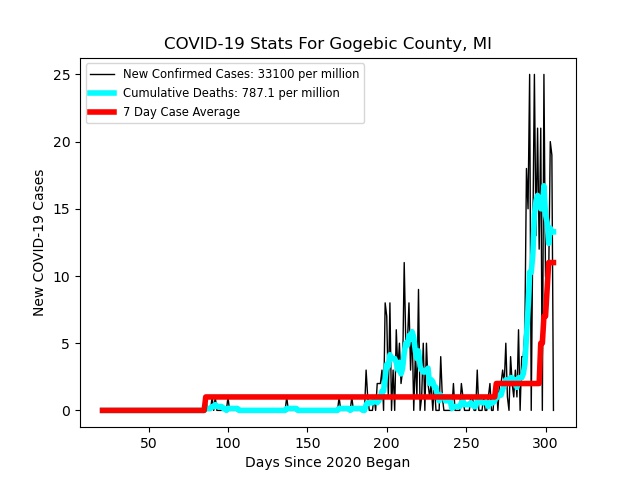 COVID-19 Stats For Gogebic County, MI
New Confirmed Cases: 33100 per million
Cumulative Deaths: 787.1 per million
7 Day Case Average
25
20
15
10
5
0
New COVID-19 Cases
50 100 150 200 250 300
Days Since 2020 Began